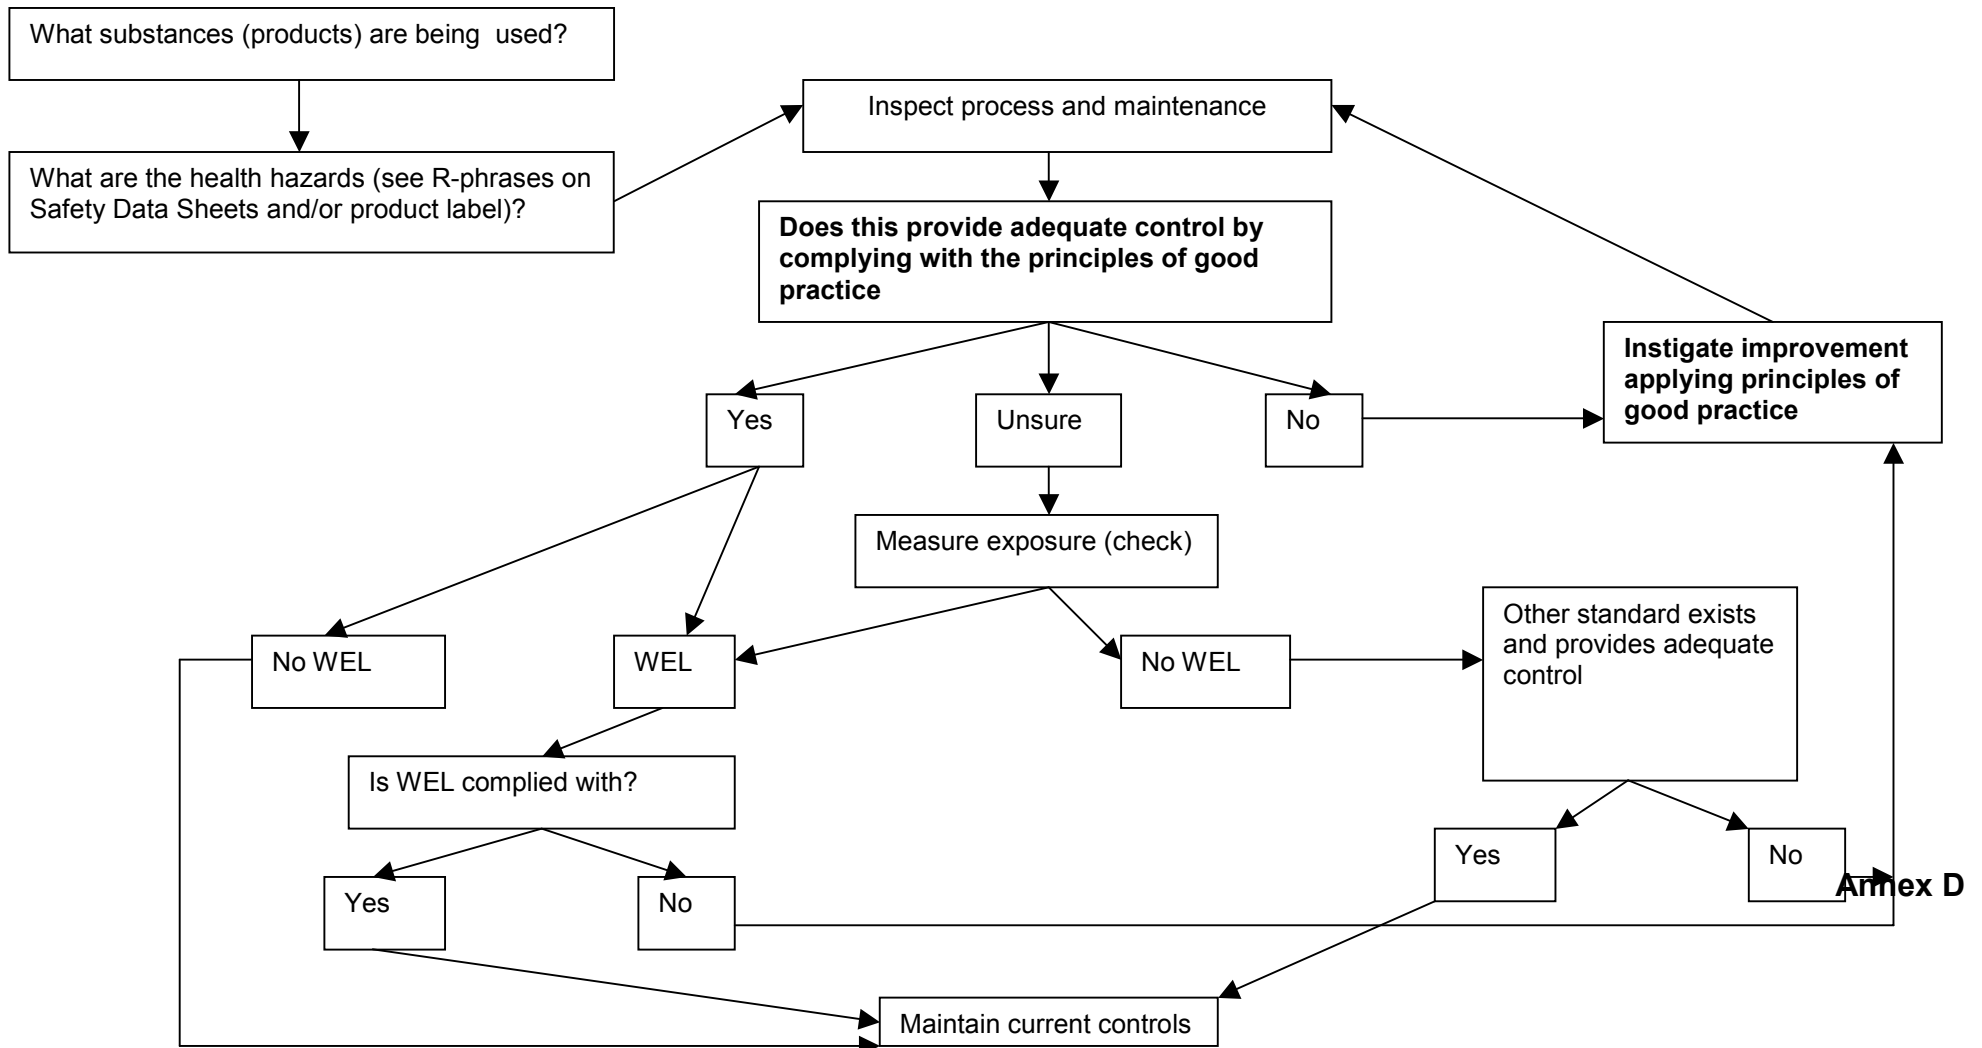 What substances (products) are being used?
Inspect process and maintenance
What are the health hazards (see R-phrases on
Safety Data Sheets and/or product label)?
Does this provide adequate control by
complying with the principles of good
practice
Instigate improvement
applying principles of
good practice
Yes
Unsure
No
Measure exposure (check)
Other standard exists
and provides adequate
control
No WEL
WEL
No WEL
Is WEL complied with?
Yes
No
Annex D
Yes
No
Maintain current controls